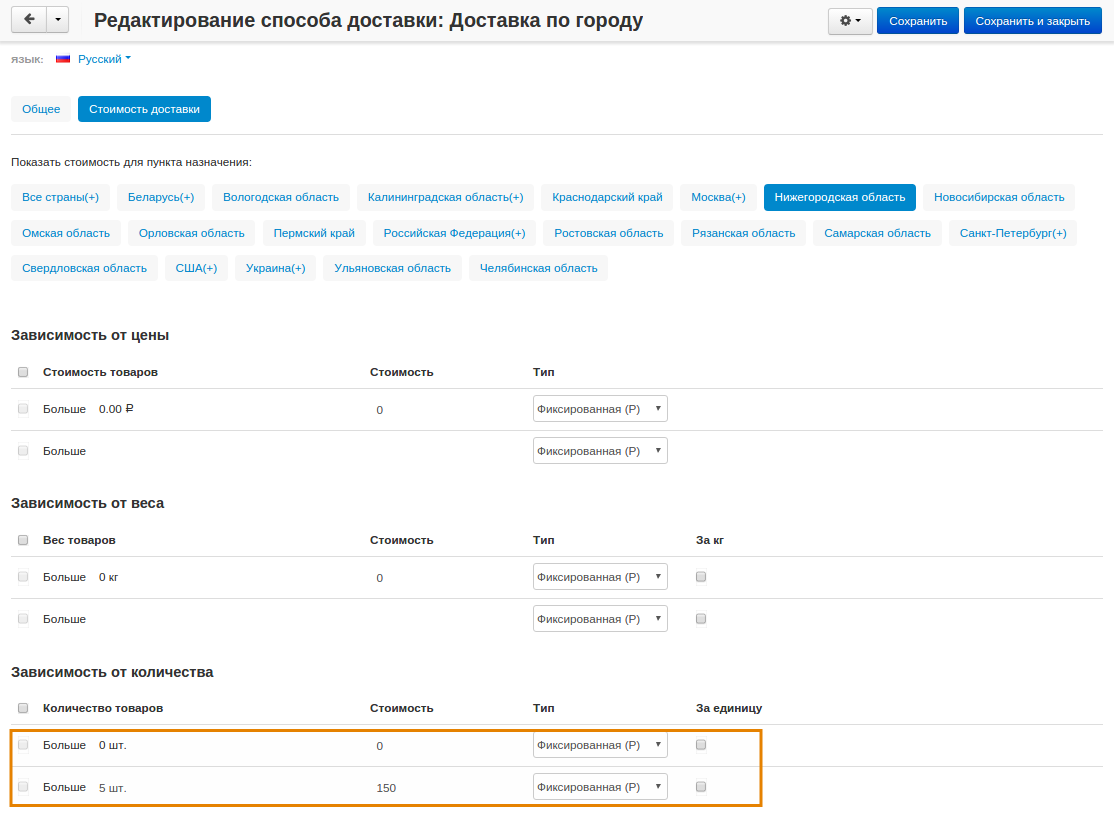 Редактирование способа доставки: Доставка по городу Сохранить Сохранить и закрыть
язык: Русский
Общее Стоимость доставки
Показать стоимость для пункта назначения:
Все страны(+) Беларусь(+) Вологодская область Калининградская область(+) Краснодарский край Москва(+) Нижегородская область Новосибирская область
Омская область Орловская область Пермский край Российская Федерация(+) Ростовская область Рязанская область Самарская область Санкт-Петербург(+)
Свердловская область США(+) Украина(+) Ульяновская область Челябинская область
Зависимость от цены
Стоимость товаров Стоимость Тип
Больше 0.00 ₽ 0 Фиксированная (Р)
Больше Фиксированная (Р)
Зависимость от веса
Вес товаров Стоимость Тип За кг
Больше 0 кг 0 Фиксированная (Р)
Больше Фиксированная (Р)
Зависимость от количества
Количество товаров Стоимость Тип За единицу
Больше 0 шт. 0 Фиксированная (Р)
Больше 5 шт. 150 Фиксированная (Р)